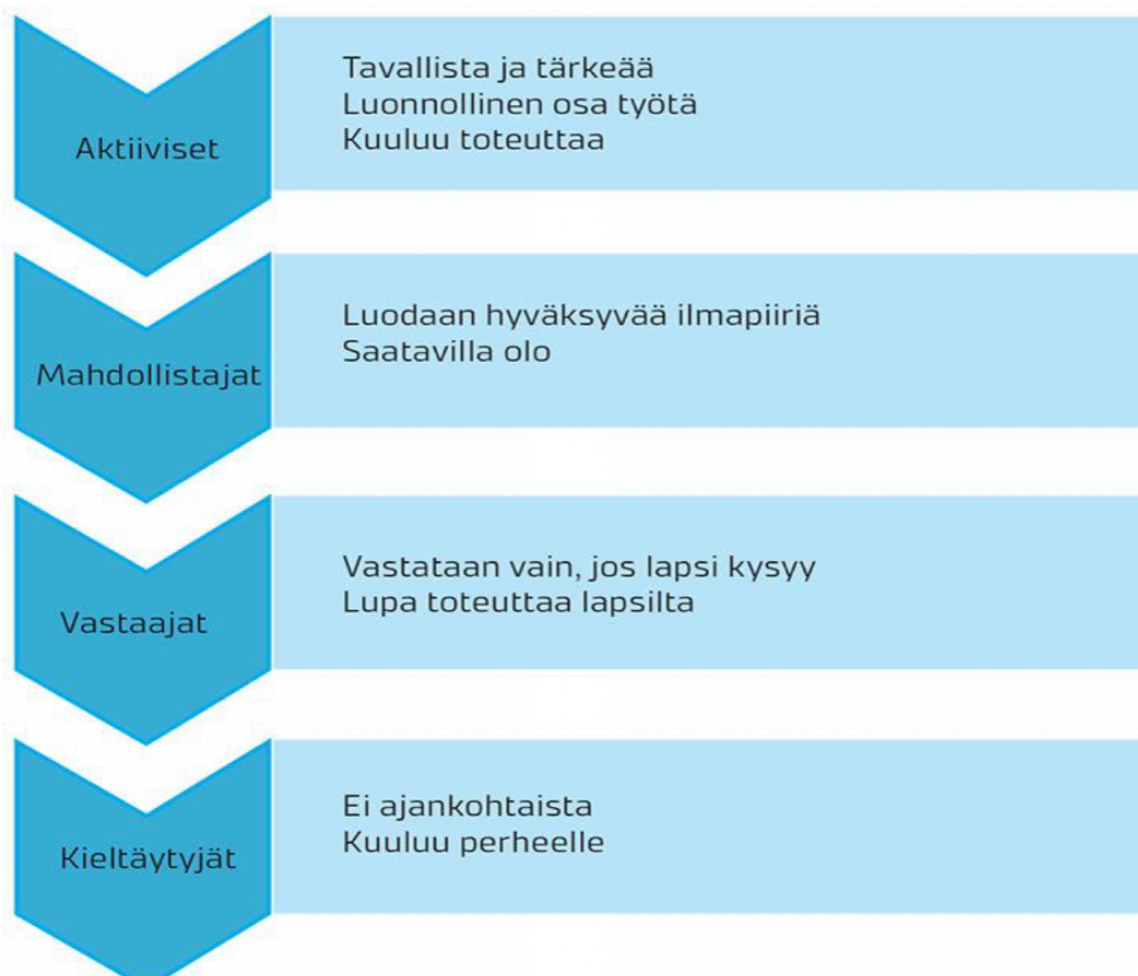 Aktiiviset
Tavallista ja tärkeää
Luonnollinen osa työtä
Kuuluu toteuttaa
Mahdollistajat
Luodaan hyväksyvää ilmapiiriä
Saatavilla olo
Vastaajat
Vastataan vain, jos lapsi kysyy
Lupa toteuttaa lapsilta
Kieltäytyjät
Ei ajankohtaista
Kuuluu perheelle